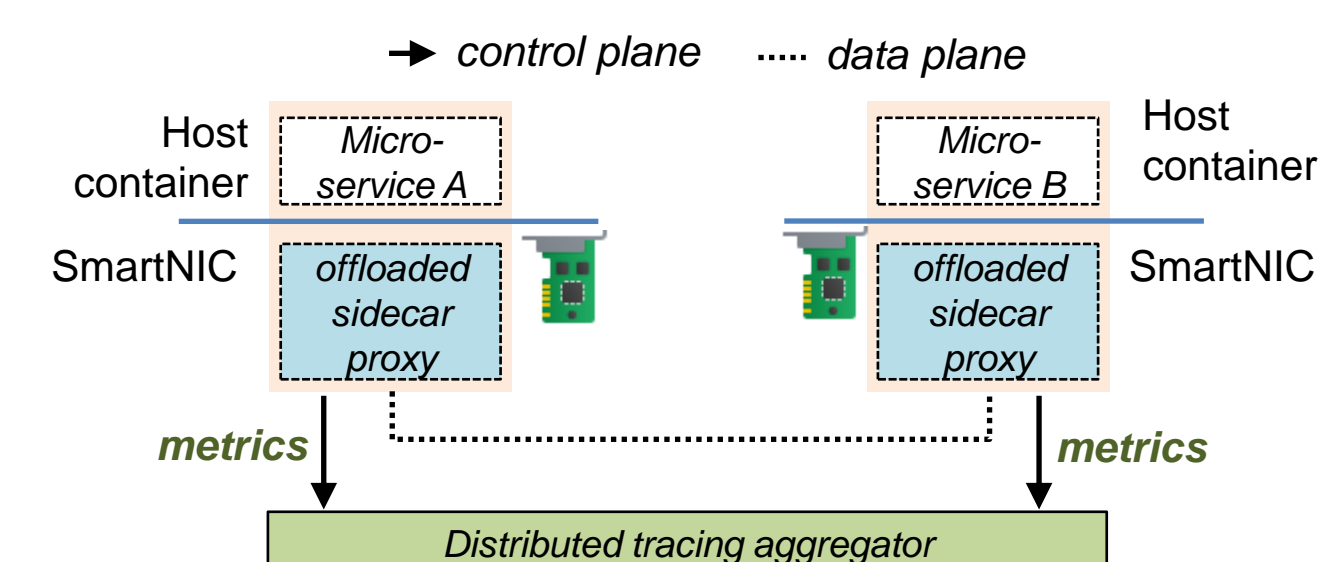 control plane
data plane
Host
container
Micro-
service A
Micro-
service B
Host
container
SmartNIC
offloaded
sidecar
proxy
offloaded
sidecar
proxy
SmartNIC
metrics
metrics
Distributed tracing aggregator